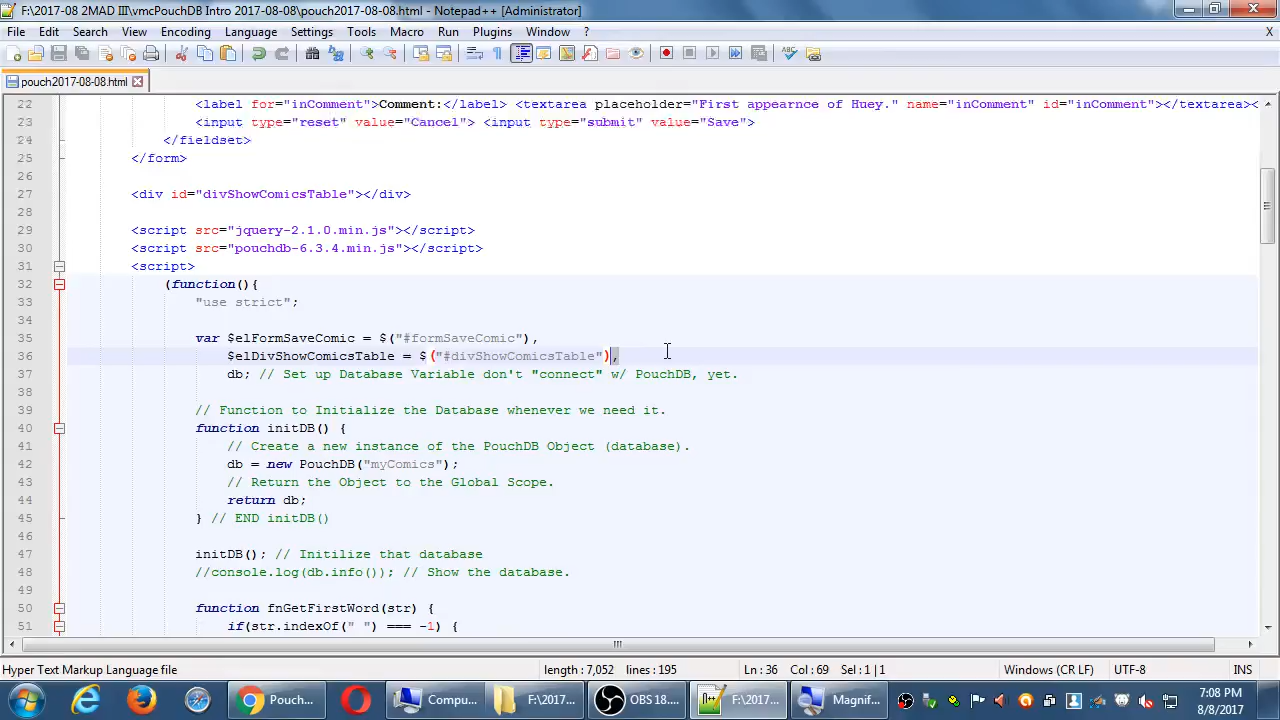 F:\2017-08 2MAD III\vmcPouchDB Intro 2017-08-08\pouch2017-08-08.html - Notepad++ [Administrator]
File Edit Search View Encoding Language Settings Tools Macro Run Plugins Window ? X
pouch2017-08-08.html
22 <label for="inComment">Comment:</label> <textarea placeholder="First appearnce of Huey." name="inComment" id="inComment"></textarea><
23 <input type="reset" value="Cancel"> <input type="submit" value="Save">
24 </fieldset>
25 </form>
26
27 <div id="divShowComicsTable"></div>
28
29 <script src="jquery-2.1.0.min.js"></script>
30 <script src="pouchdb-6.3.4.min.js"></script>
31 <script>
32 (function(){
33 "use strict";
34
35 var $elFormSaveComic = $("#formSaveComic"),
36 $elDivShowComicsTable = $("#divShowComicsTable"),
37 db; // Set up Database Variable don't "connect" w/ PouchDB, yet.
38
39 // Function to Initialize the Database whenever we need it.
40 function initDB() {
41 // Create a new instance of the PouchDB Object (database).
42 db = new PouchDB("myComics");
43 // Return the Object to the Global Scope.
44 return db;
45 } // END initDB()
46
47 initDB(); // Initilize that database
48 //console.log(db.info()); // Show the database.
49
50 function fnGetFirstWord(str) {
51 if(str.indexOf(" ") === -1) {
Hyper Text Markup Language file length : 7,052 lines : 195 Ln : 36 Col : 69 Sel : 1 | 1 Windows (CR LF) UTF-8 INS
Pouch... Compu... F:\2017... OBS 18.... F:\2017... Magnif... 7:08 PM
8/8/2017